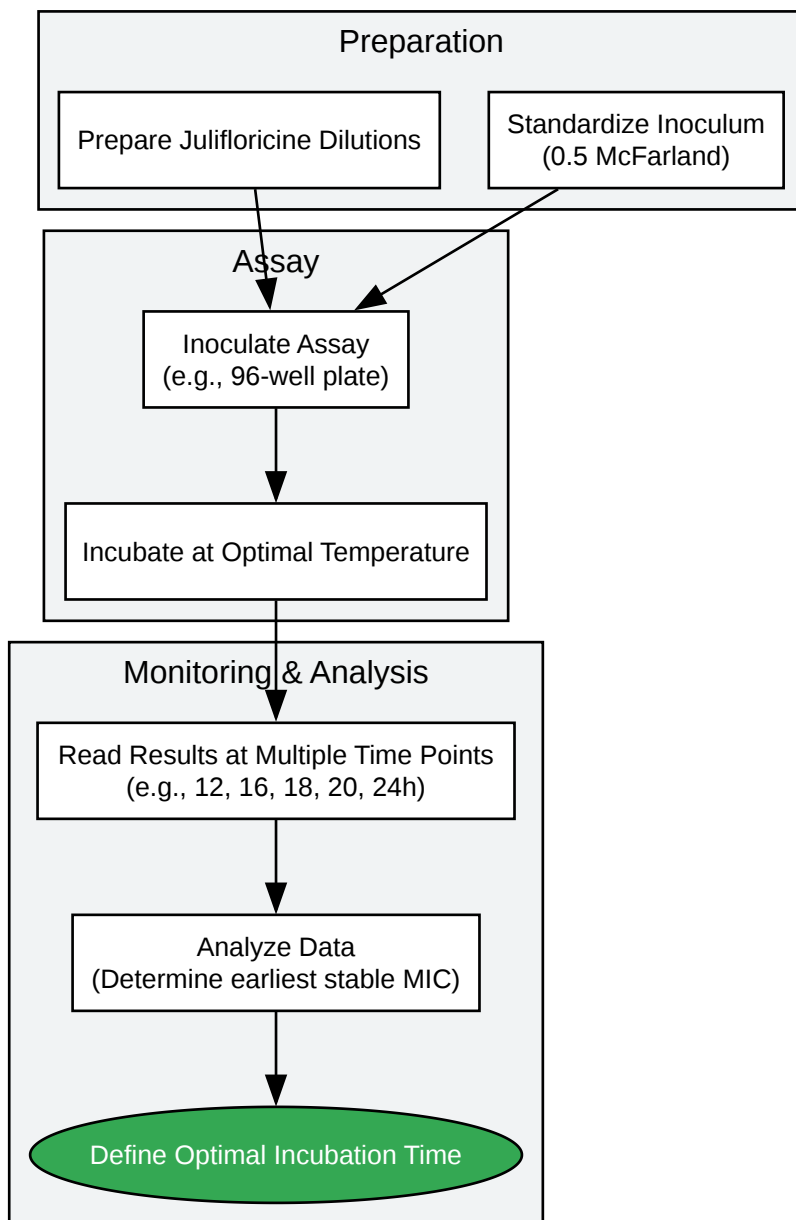 Preparation
Prepare Julifloricine Dilutions
Standardize Inoculum
(0.5 McFarland)
Assay
Inoculate Assay
(e.g., 96-well plate)
Incubate at Optimal Temperature
Monitoring & Analysis
Read Results at Multiple Time Points
(e.g., 12, 16, 18, 20, 24h)
Analyze Data
(Determine earliest stable MIC)
Define Optimal Incubation Time